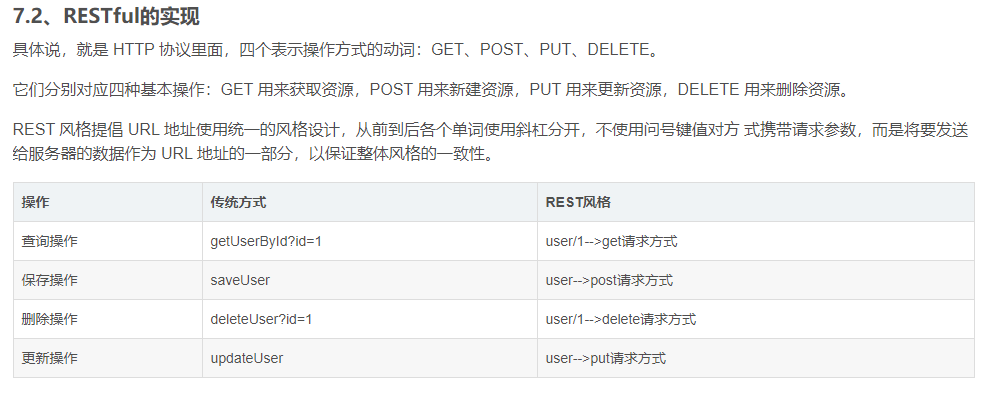 7.2、RESTful的实现
具体说，就是 HTTP 协议里面，四个表示操作方式的动词：GET、POST、PUT、DELETE。
它们分别对应四种基本操作：GET 用来获取资源，POST 用来新建资源，PUT 用来更新资源，DELETE 用来删除资源。
REST 风格提倡 URL 地址使用统一的风格设计，从前到后各个单词使用斜杠分开，不使用问号键值对方 式携带请求参数，而是将要发送
给服务器的数据作为 URL 地址的一部分，以保证整体风格的一致性。
操作 传统方式 REST风格
查询操作 getUserById?id=1 user/1-->get请求方式
保存操作 saveUser user-->post请求方式
删除操作 deleteUser?id=1 user/1-->delete请求方式
更新操作 updateUser user-->put请求方式